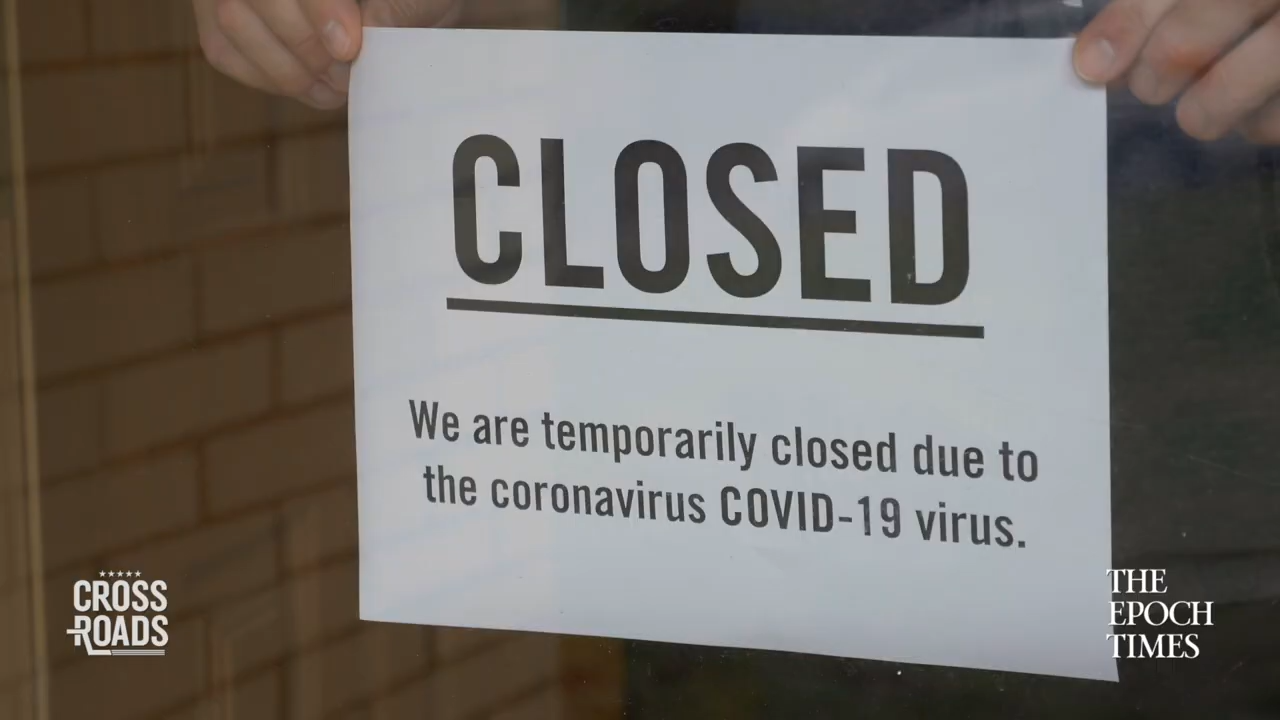 CLOSED
We are temporarily closed due to
the coronavirus COVID-19 virus.
CROSS
ROADS
THE
EPOCH
TIMES